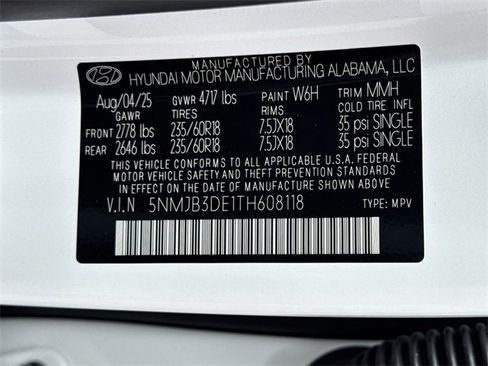 MANUFACTURED BY
HYUNDAI MOTOR MANUFACTURING ALABAMA, LLC
Aug/04/25 GVWR 4717 lbs PAINT W6H TRIM MMH
GAWR TIRES RIMS COLD TIRE INFL
FRONT 2778 lbs 235/60R18 7.5JX18 35 psi SINGLE
REAR 2646 lbs 235/60R18 7.5JX18 35 psi SINGLE
THIS VEHICLE CONFORMS TO ALL APPLICABLE U.S.A. FEDERAL
MOTOR VEHICLE SAFETY AND THEFT PREVENTION STANDARDS
IN EFFECT ON THE DATE OF MANUFACTURE SHOWN ABOVE
V.I.N 5NMJB3DE1TH608118 TYPE: MPV